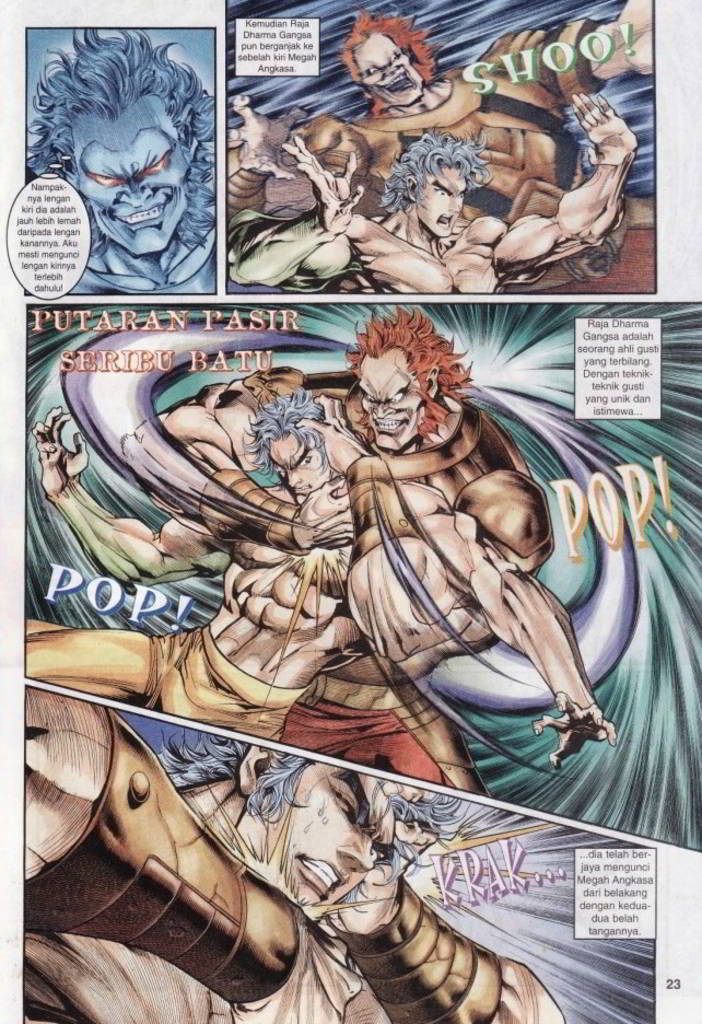 Nampak-
nya lengan
kiri dia adalah
jauh lebih lemah
daripada lengan
kanannya. Aku
mesti mengunci
lengan kirinya
terlebih
dahulu!
Kemudian Raja
Dharma Gangsa
pun berganjak ke
sebelah kiri Megah
Angkasa.
SHOO!
PUTARAN PASIR
SERIBU BATU
Raja Dharma
Gangsa adalah
seorang ahli gusti
yang terbilang.
Dengan teknik-
teknik gusti
yang unik dan
istimewa...
POP!
POP!
KRAK...
...dia telah ber-
jaya mengunci
Megah Angkasa
dari belakang
dengan kedua-
dua belah
tangannya.
23